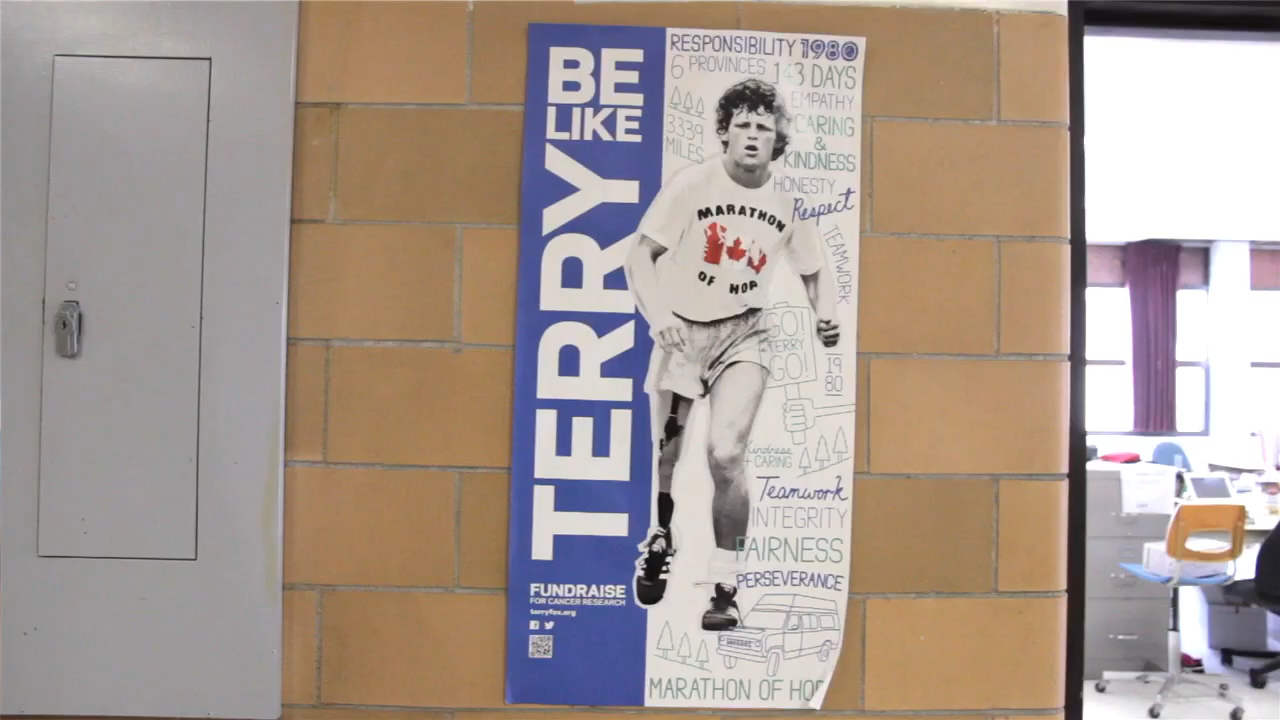 BE
LIKE
TERRY
FUNDRAISE
FOR CANCER RESEARCH
terryfox.org
RESPONSIBILITY 1980
6 PROVINCES 143 DAYS
EMPATHY
3339
MILES
CARING
&
KINDNESS
HONESTY
Respect
TEAMWORK
MARATHON
OF HOP
GO!
TERRY
GO!
19
80
Kindness
+ CARING
Teamwork
INTEGRITY
FAIRNESS
PERSEVERANCE
MARATHON OF HOP